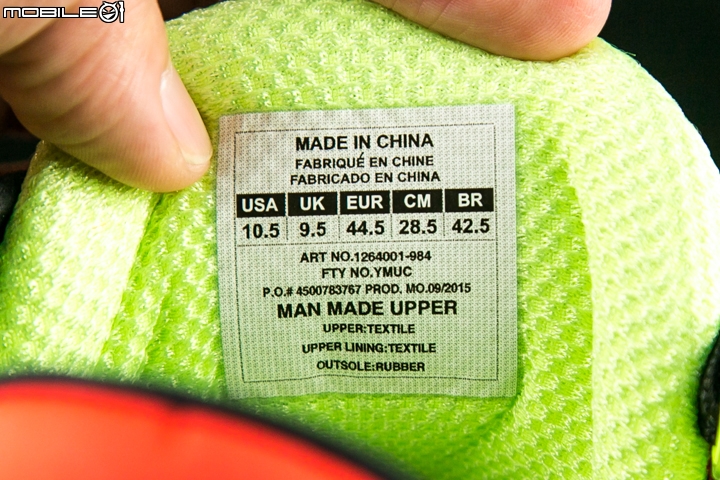 MOBILE01
MADE IN CHINA
FABRIQUÉ EN CHINE
FABRICADO EN CHINA
USA UK EUR CM BR
10.5 9.5 44.5 28.5 42.5
ART NO.1264001-984
FTY NO.YMUC
P.O.# 4500783767 PROD. MO.09/2015
MAN MADE UPPER
UPPER:TEXTILE
UPPER LINING:TEXTILE
OUTSOLE:RUBBER